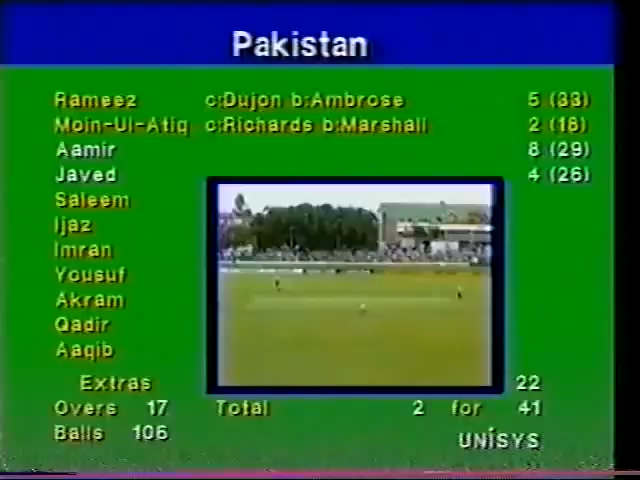 Pakistan
Rameez c:Dujon b:Ambrose 5 (33)
Moin-Ul-Atiq c:Richards b:Marshall 2 (18)
Aamir 8 (29)
Javed 4 (26)
Saleem
Ijaz
Imran
Yousuf
Akram
Qadir
Aaqib
Extras 22
Overs 17 Total 2 for 41
Balls 106
UNiSYS